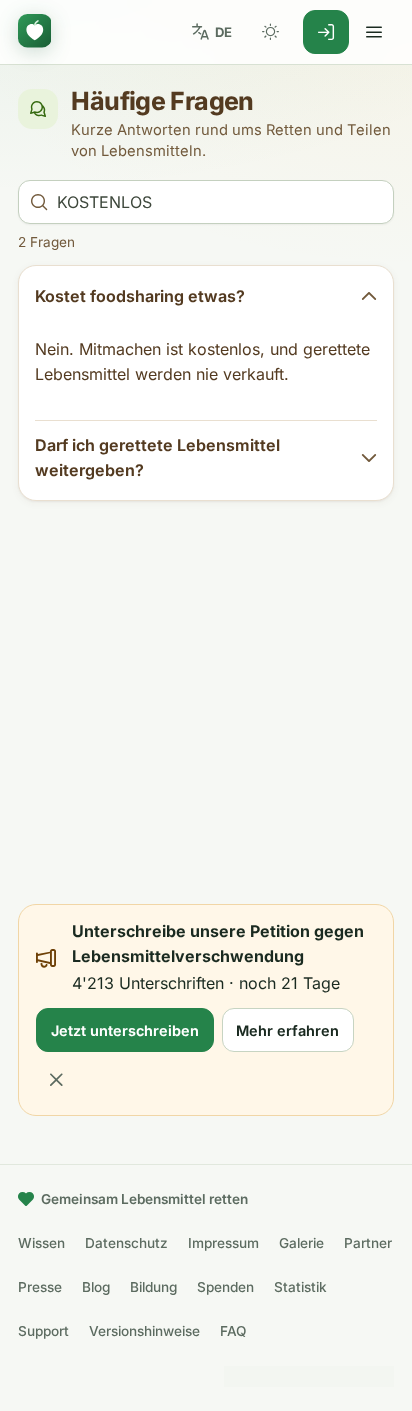 DE
Häufige Fragen
Kurze Antworten rund ums Retten und Teilen
von Lebensmitteln.
KOSTENLOS
2 Fragen
Kostet foodsharing etwas?
Nein. Mitmachen ist kostenlos, und gerettete
Lebensmittel werden nie verkauft.
Darf ich gerettete Lebensmittel
weitergeben?
Unterschreibe unsere Petition gegen
Lebensmittelverschwendung
4'213 Unterschriften · noch 21 Tage
Jetzt unterschreiben Mehr erfahren
Gemeinsam Lebensmittel retten
Wissen Datenschutz Impressum Galerie Partner
Presse Blog Bildung Spenden Statistik
Support Versionshinweise FAQ